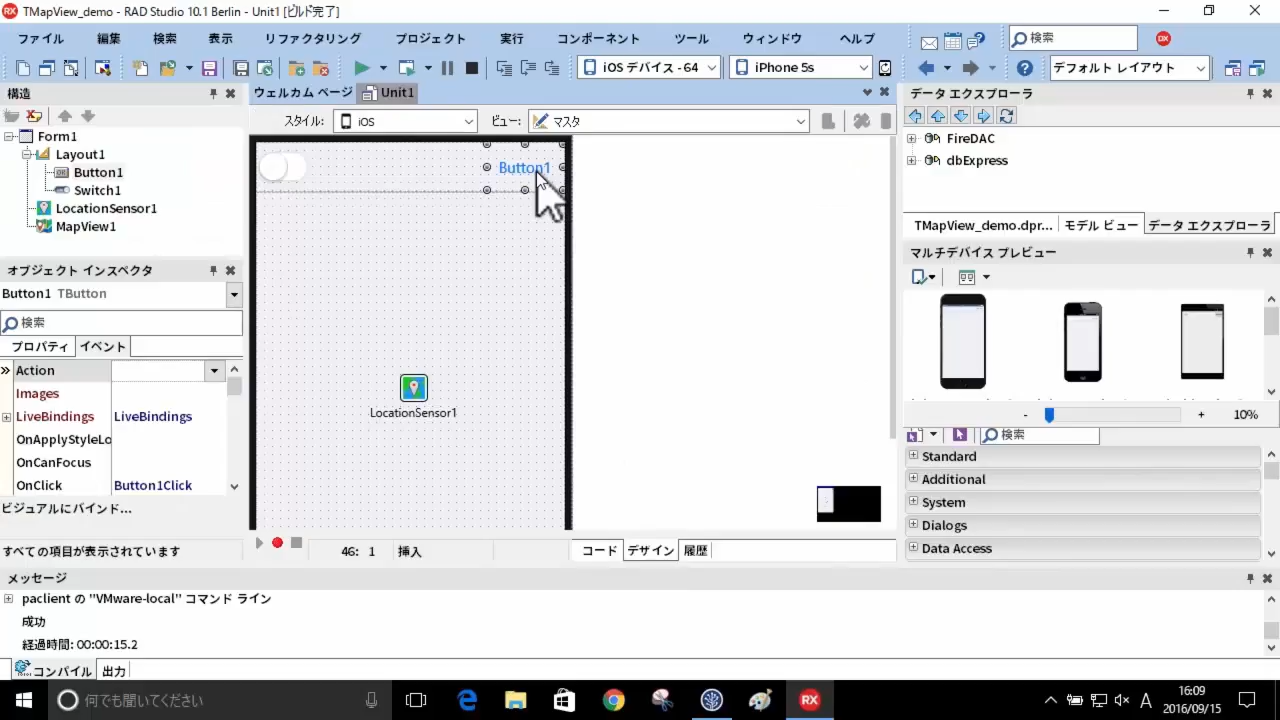 RX TMapView_demo - RAD Studio 10.1 Berlin - Unit1 [ビルド完了]
ファイル 編集 検索 表示 リファクタリング プロジェクト 実行 コンポーネント ツール ウィンドウ ヘルプ 検索 DX
iOS デバイス - 64 iPhone 5s デフォルト レイアウト
構造
Form1
Layout1
Button1
Switch1
LocationSensor1
MapView1
オブジェクト インスペクタ
Button1 TButton
検索
プロパティ イベント
Action
Images
LiveBindings LiveBindings
OnApplyStyleLo
OnCanFocus
OnClick Button1Click
ビジュアルにバインド...
すべての項目が表示されています
ウェルカム ページ Unit1
スタイル: iOS ビュー: マスタ
Button1
LocationSensor1
46: 1 挿入
コード デザイン 履歴
データ エクスプローラ
FireDAC
dbExpress
TMapView_demo.dpr... モデル ビュー データ エクスプローラ
マルチデバイス プレビュー
- + 10%
検索
Standard
Additional
System
Dialogs
Data Access
メッセージ
paclient の "VMware-local" コマンド ライン
成功
経過時間: 00:00:15.2
コンパイル 出力
何でも聞いてください RX A 16:09
2016/09/15